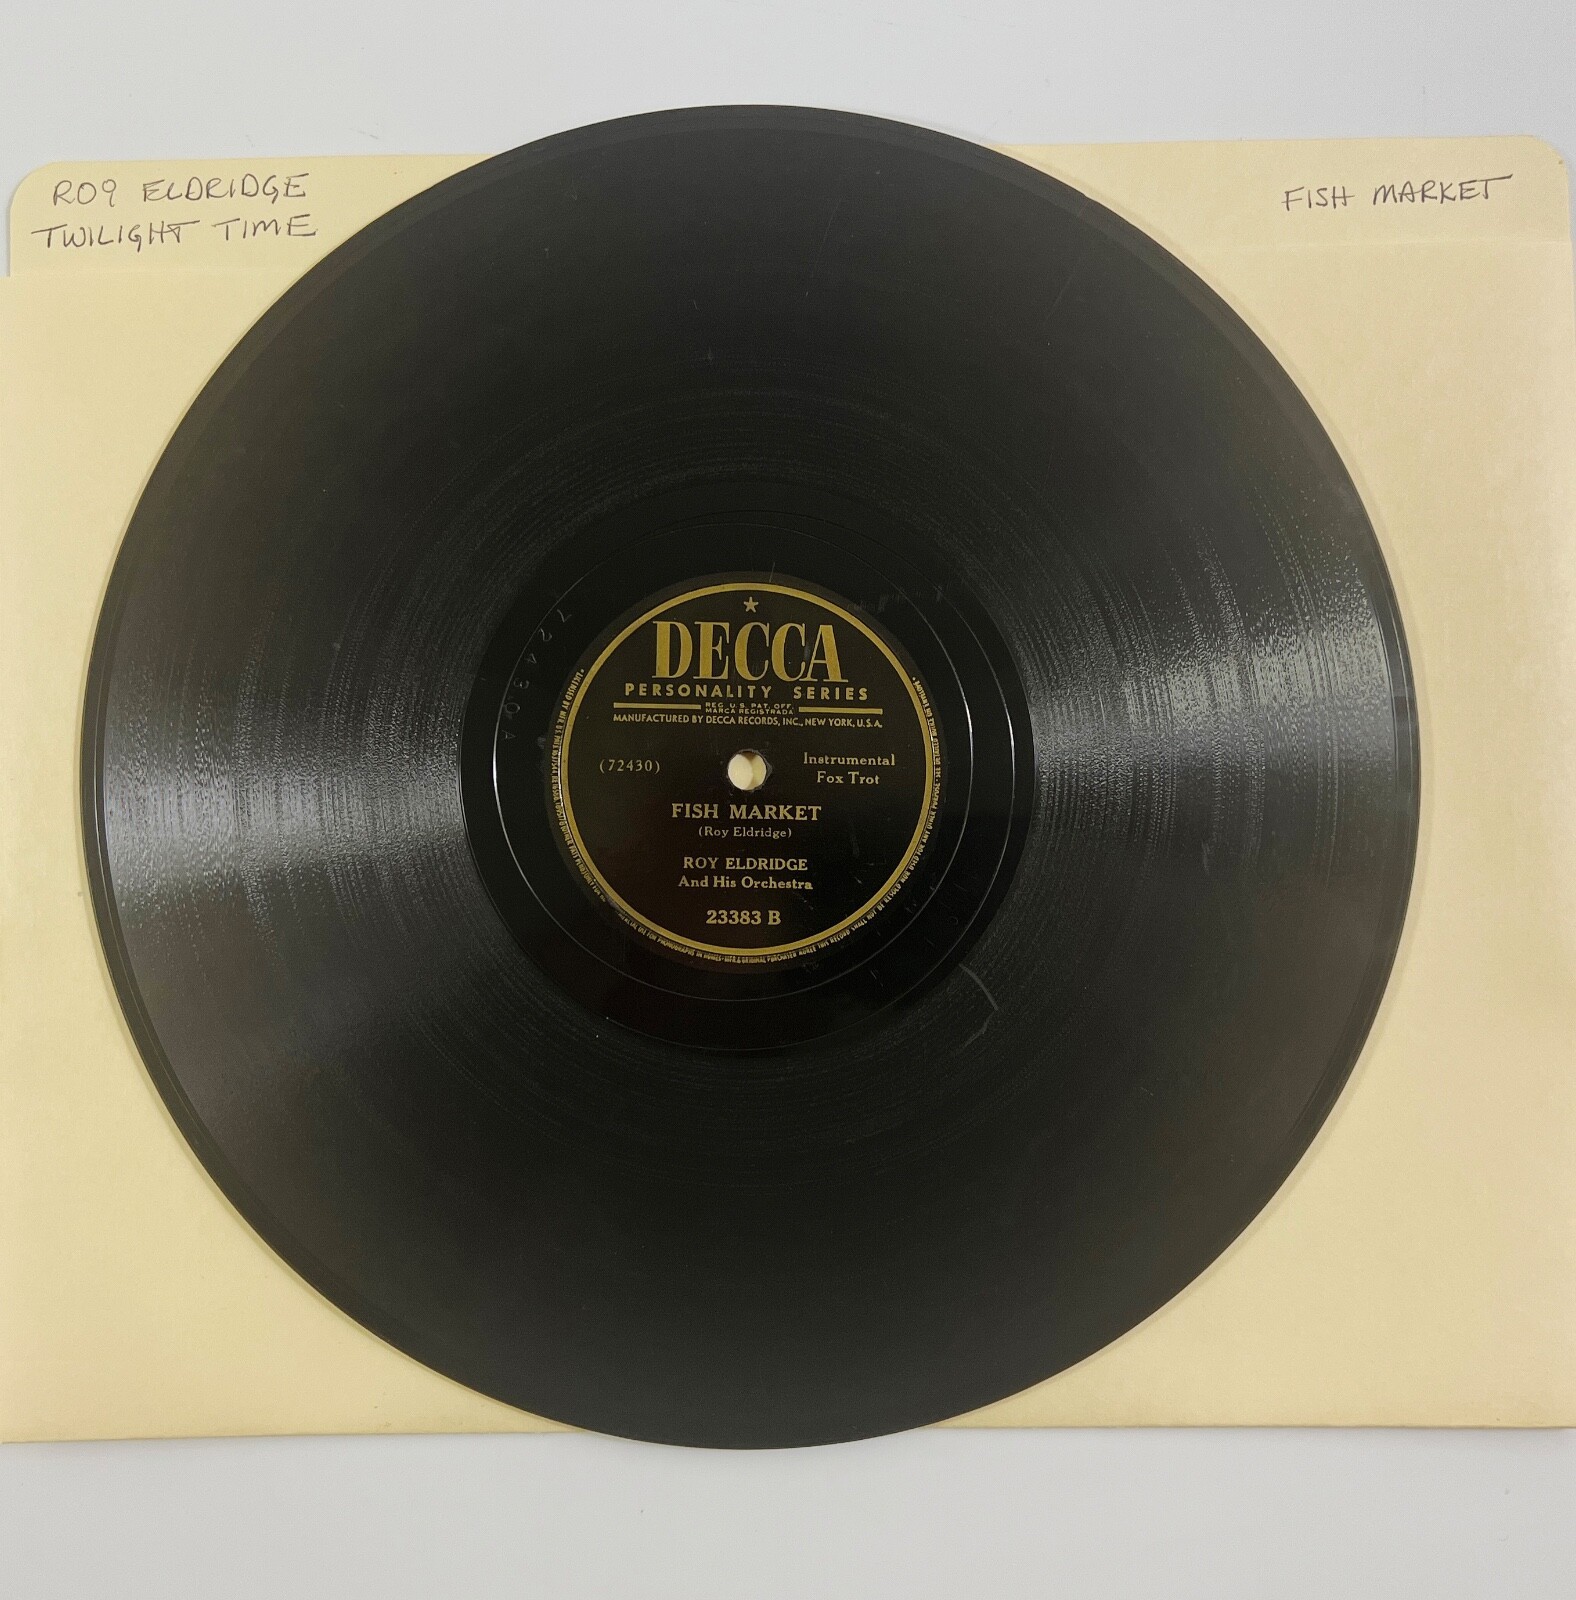 ROY ELDRIDGE
TWILIGHT TIME
FISH MARKET
DECCA
PERSONALITY SERIES
REG. U.S. PAT. OFF.
MARCA REGISTRADA
MANUFACTURED BY DECCA RECORDS, INC., NEW YORK, U.S.A.
(72430)
Instrumental
Fox Trot
FISH MARKET
(Roy Eldridge)
ROY ELDRIDGE
And His Orchestra
23383 B
72430 A